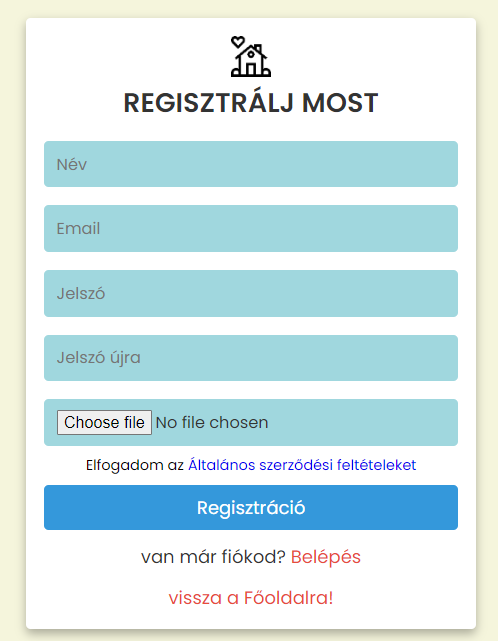 REGISZTRÁLJ MOST
Név
Email
Jelszó
Jelszó újra
Choose file No file chosen
Elfogadom az Általános szerződési feltételeket
Regisztráció
van már fiókod? Belépés
vissza a Főoldalra!